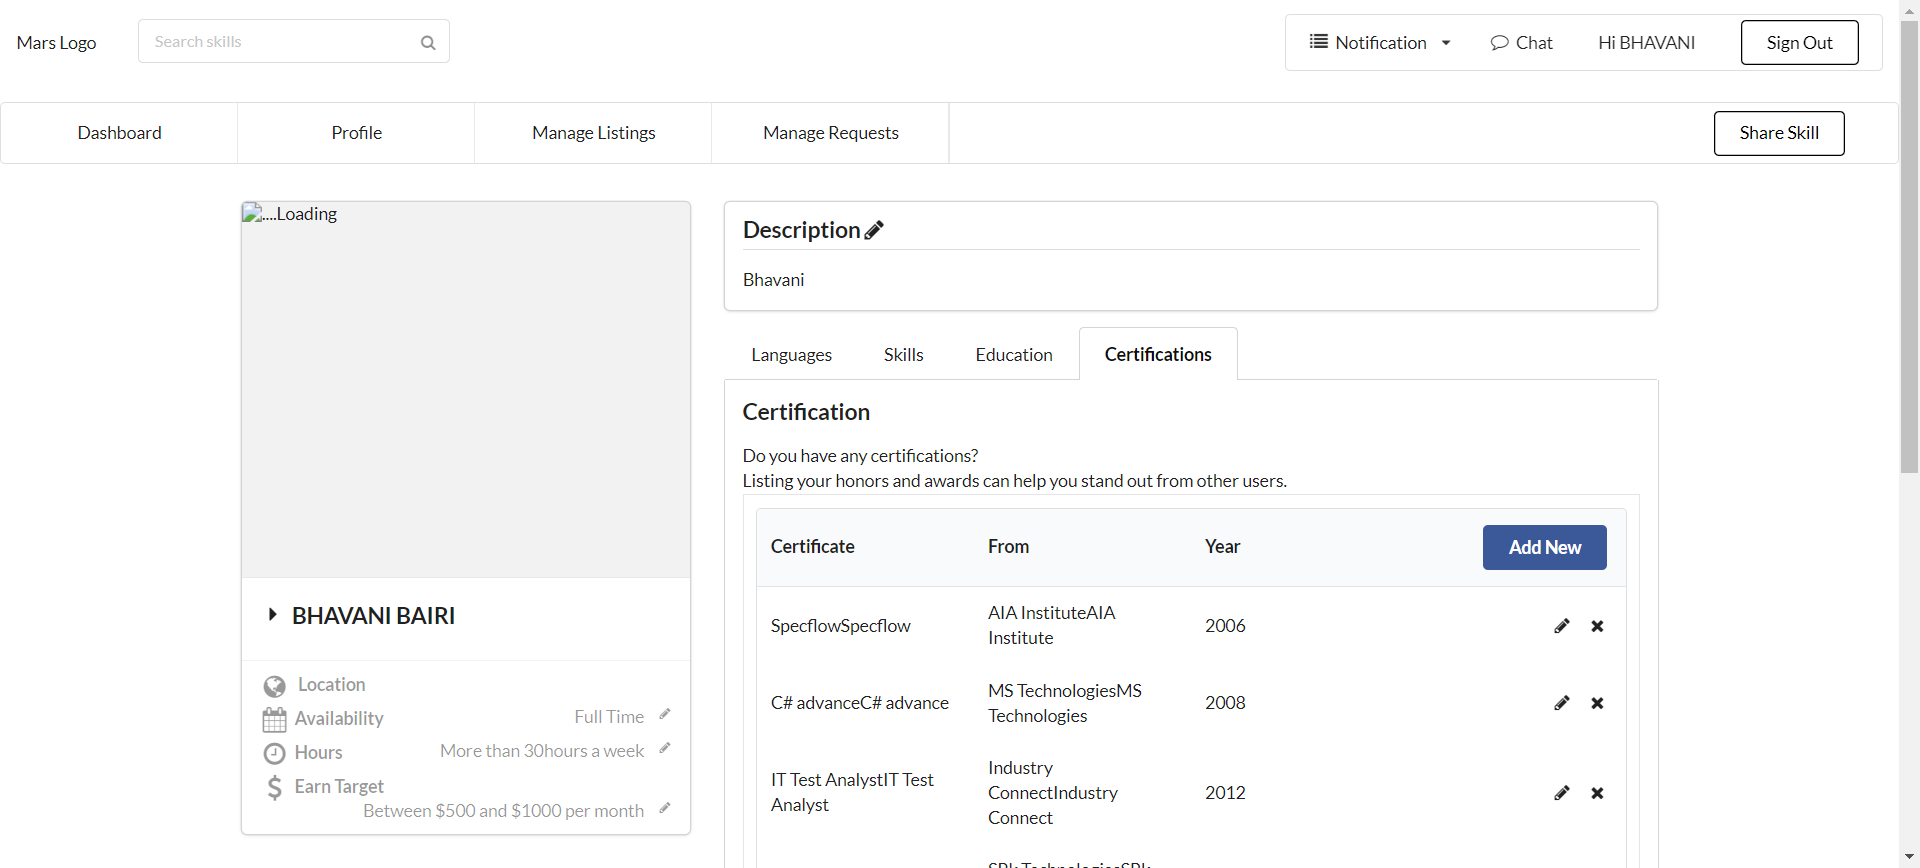 Mars Logo
Search skills
Notification
Chat
Hi BHAVANI
Sign Out
Dashboard
Profile
Manage Listings
Manage Requests
Share Skill
....Loading
BHAVANI BAIRI
Location
Availability
Full Time
Hours
More than 30hours a week
Earn Target
Between $500 and $1000 per month
Description
Bhavani
Languages
Skills
Education
Certifications
Certification
Do you have any certifications?
Listing your honors and awards can help you stand out from other users.
Certificate
From
Year
Add New
SpecflowSpecflow
AIA InstituteAIA
Institute
2006
C# advanceC# advance
MS TechnologiesMS
Technologies
2008
IT Test AnalystIT Test
Analyst
Industry
ConnectIndustry
Connect
2012